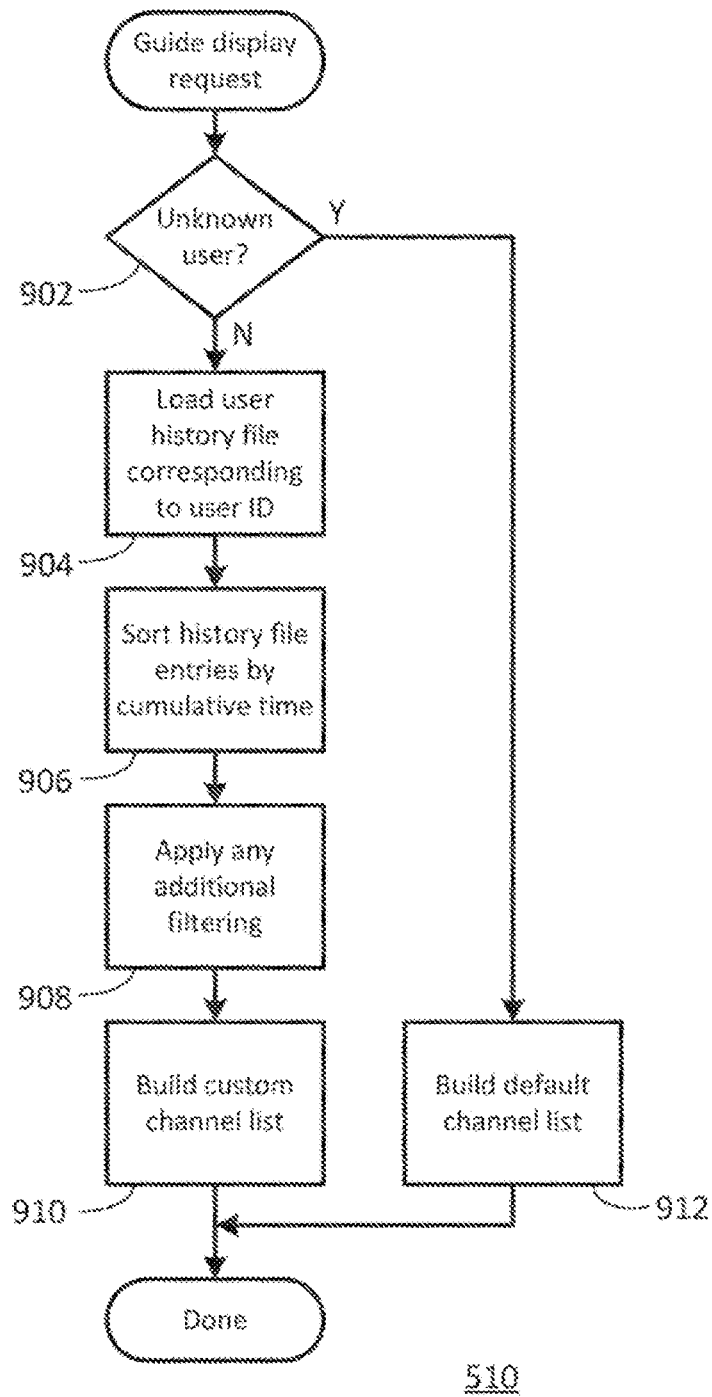 Guide display
request
Unknown
user?
Y
902
N
Load user
history file
corresponding
to user ID
904
Sort history file
entries by
cumulative time
906
Apply any
additional
filtering
908
Build custom
channel list
Build default
channel list
910
912
Done
510